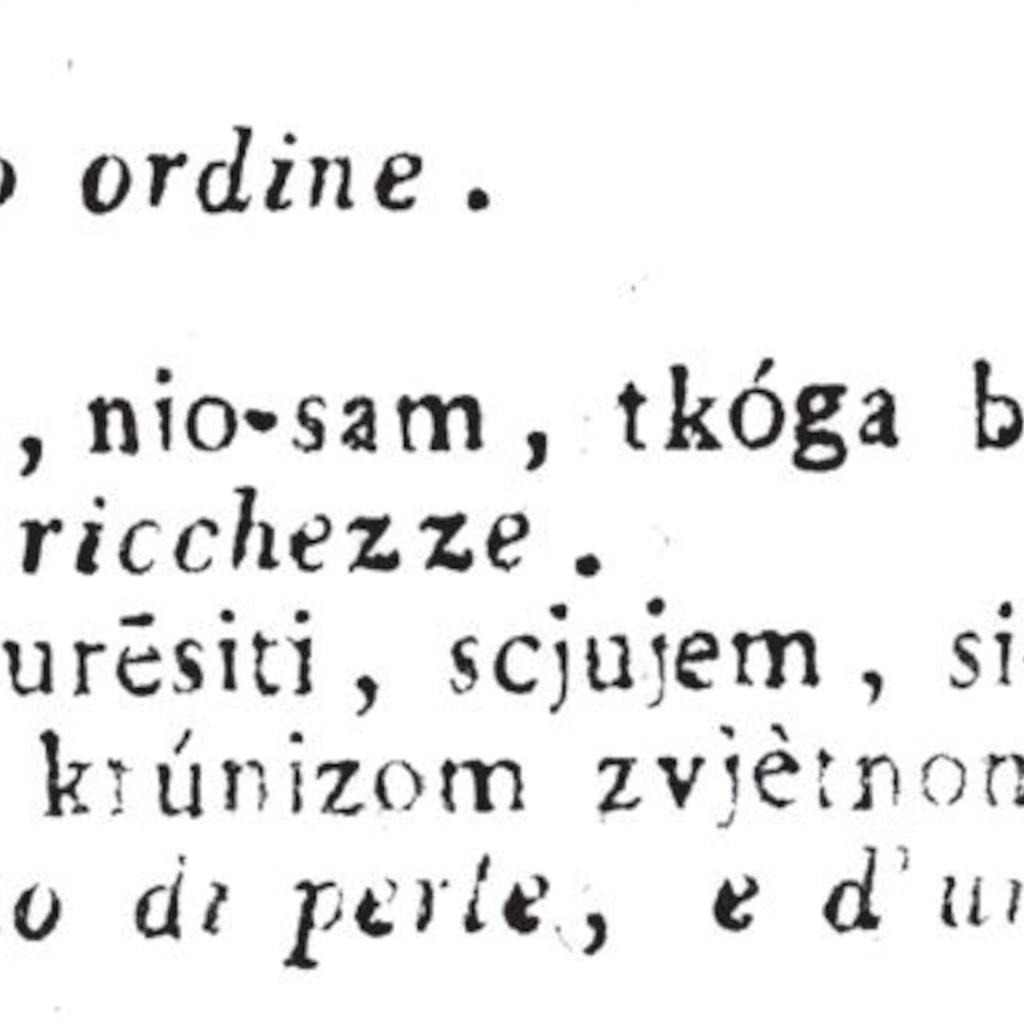 o ordine .
, nio-sam , tkóga b
ricchezze .
urēsiti , scjujem , si
krúnizom zvjètnom
o di perle, e d'un